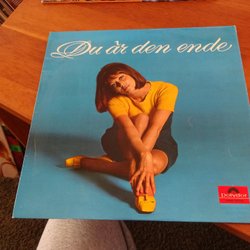 Du är den ende
Polydor